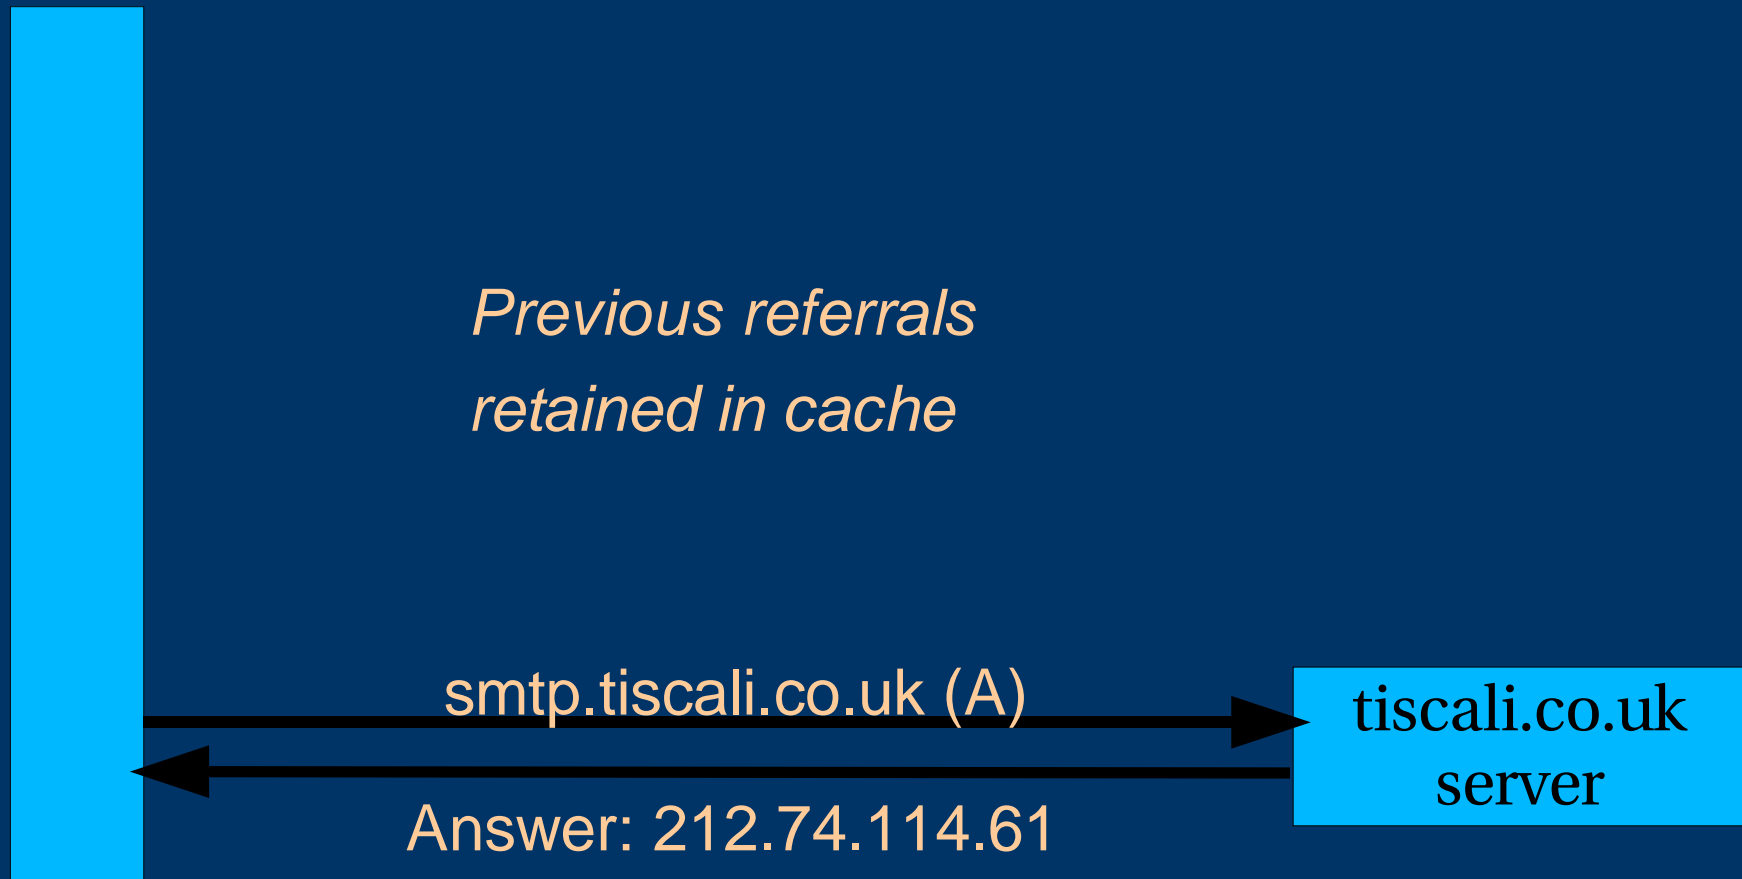 Previous referrals
retained in cache
smtp.tiscali.co.uk (A)
tiscali.co.uk
server
Answer: 212.74.114.61